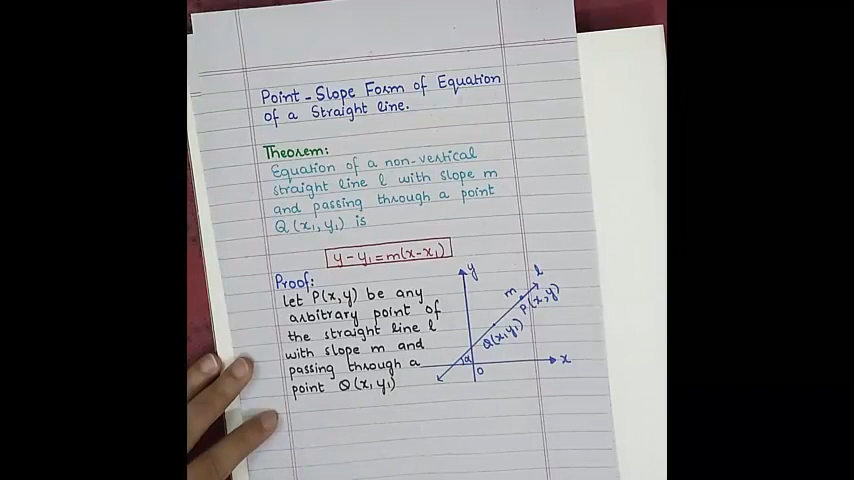 Point-Slope Form of Equation
of a Straight line.
Theorem:
Equation of a non-vertical
straight line l with slope m
and passing through a point
Q(x₁,y₁) is
y-y₁=m(x-x₁)
Proof:
let P(x,y) be any
arbitrary point of
the straight line l
with slope m and
passing through a
point Q(x₁,y₁)
y
l
m
P(x,y)
Q(x₁,y₁)
α
O
x